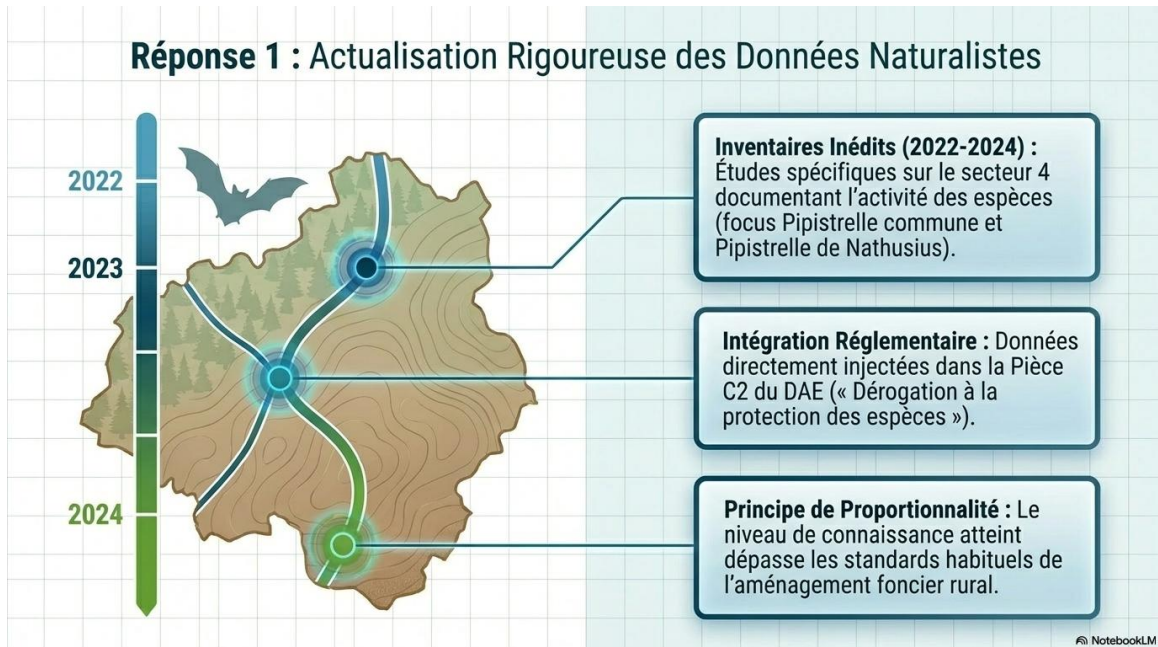 Réponse 1 : Actualisation Rigoureuse des Données Naturalistes
2022
2023
2024
Inventaires Inédits (2022-2024) :
Études spécifiques sur le secteur 4
documentant l'activité des espèces
(focus Pipistrelle commune et
Pipistrelle de Nathusius).
Intégration Réglementaire : Données
directement injectées dans la Pièce
C2 du DAE (« Dérogation à la
protection des espèces »).
Principe de Proportionnalité : Le
niveau de connaissance atteint
dépasse les standards habituels de
l'aménagement foncier rural.
NotebookLM